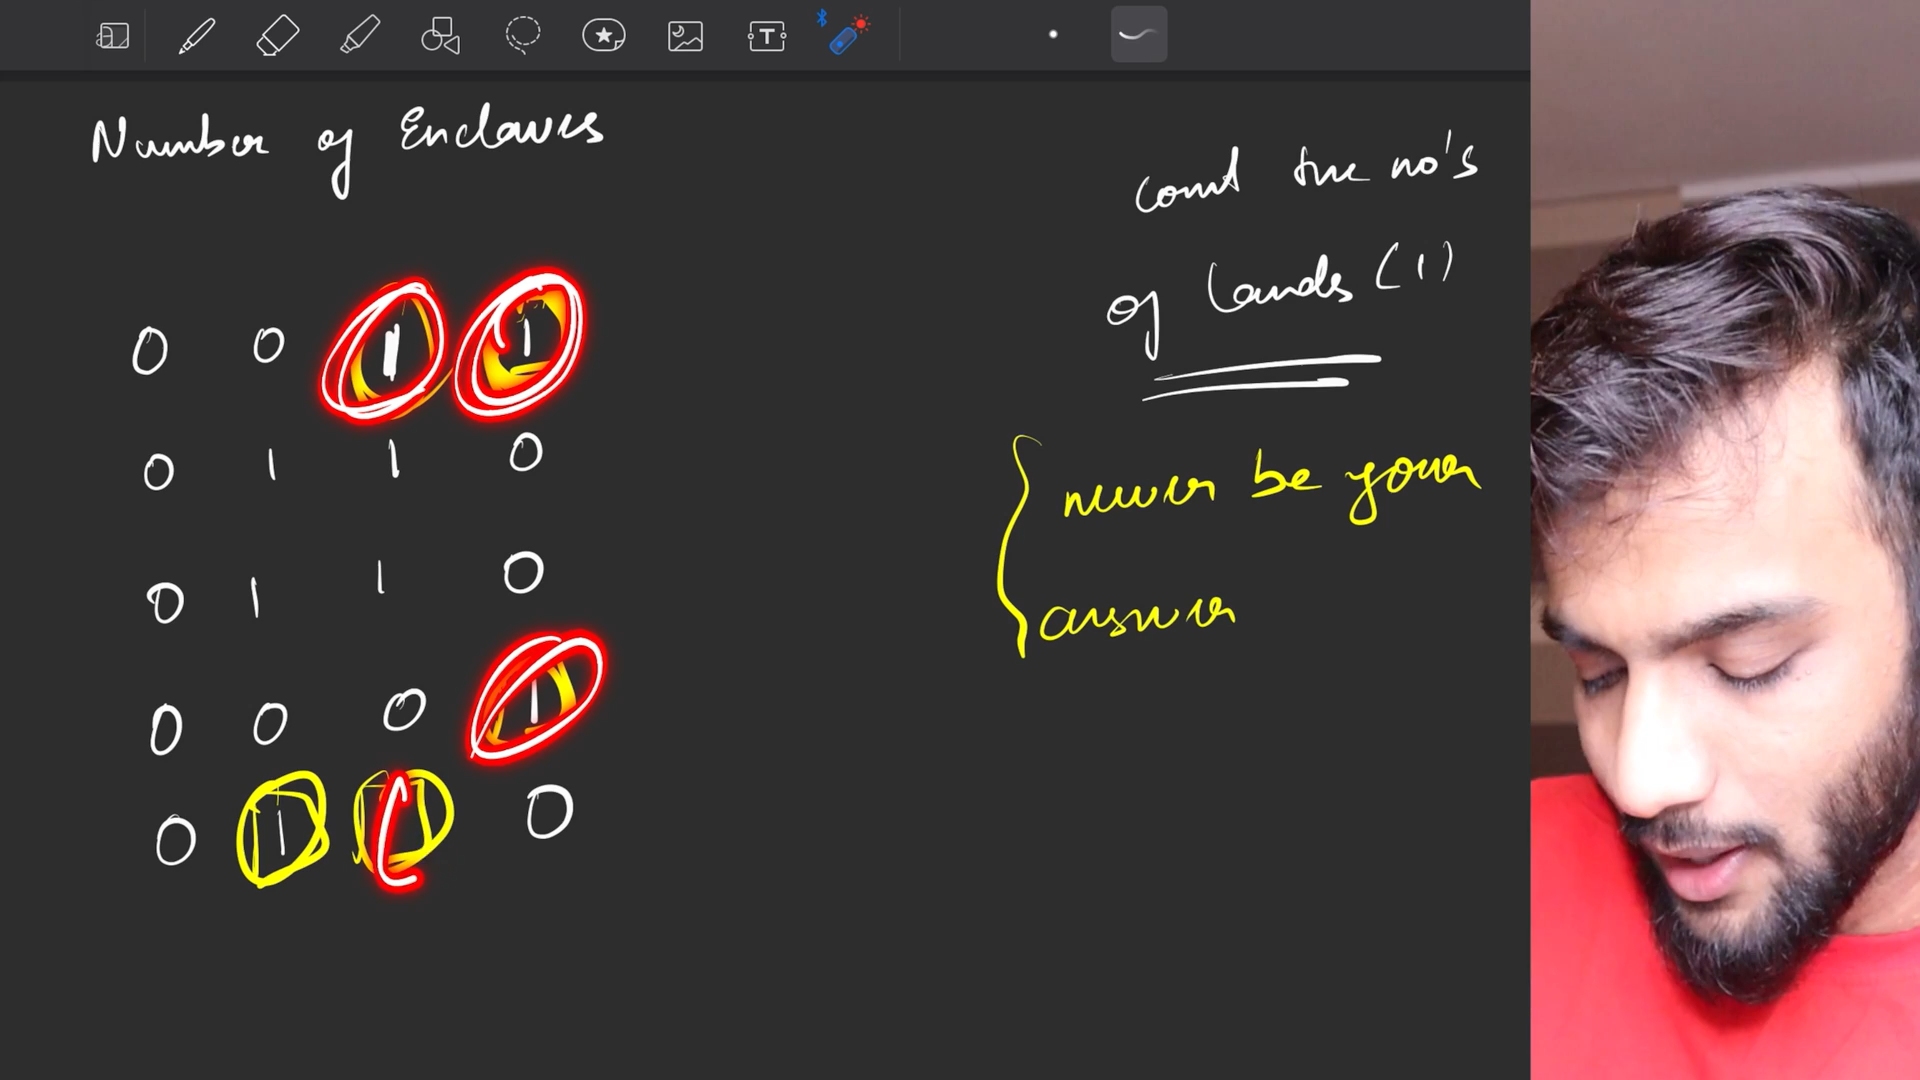 Number of Enclaves
count the no's
of lands (1)
0 0 1 1
0 1 1 0
never be your
0 1 1 0
answer
0 0 0 1
0 1 1 0